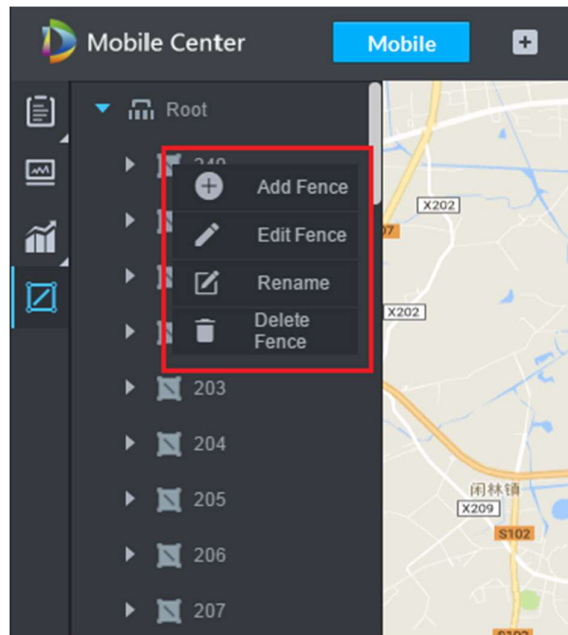 Mobile Center
Mobile
Root
Add Fence
Edit Fence
Rename
Delete
Fence
203
204
205
206
207
X202
X202
闲林镇
X209
S102